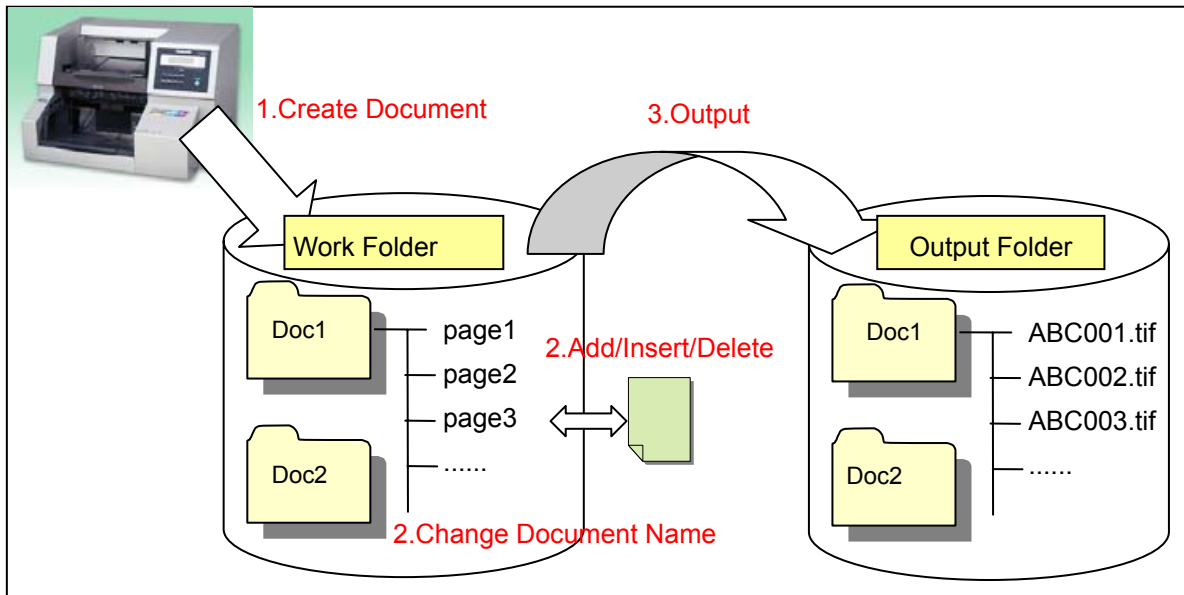 1.Create Document
3.Output
Work Folder
Output Folder
Doc1
page1
page2
page3
......
Doc2
2.Add/Insert/Delete
2.Change Document Name
Doc1
ABC001.tif
ABC002.tif
ABC003.tif
......
Doc2